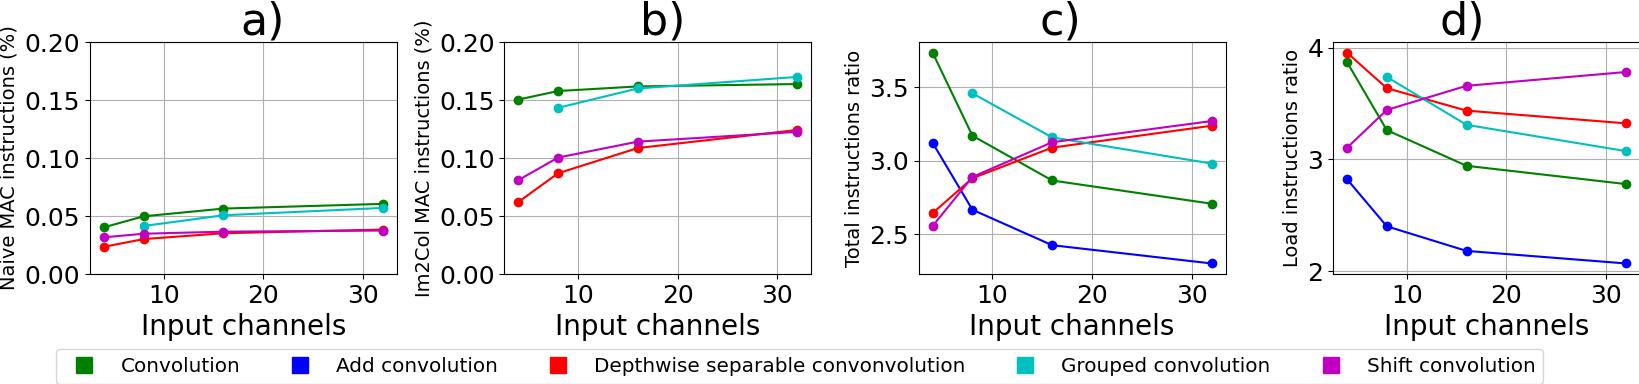 a)
b)
c)
d)
Naive MAC instructions (%)
0.20
0.15
0.10
0.05
0.00
10
20
30
Input channels
Im2Col MAC instructions (%)
0.20
0.15
0.10
0.05
0.00
10
20
30
Input channels
Total instructions ratio
3.5
3.0
2.5
10
20
30
Input channels
Load instructions ratio
4
3
2
10
20
30
Input channels
Convolution
Add convolution
Depthwise separable convonvolution
Grouped convolution
Shift convolution